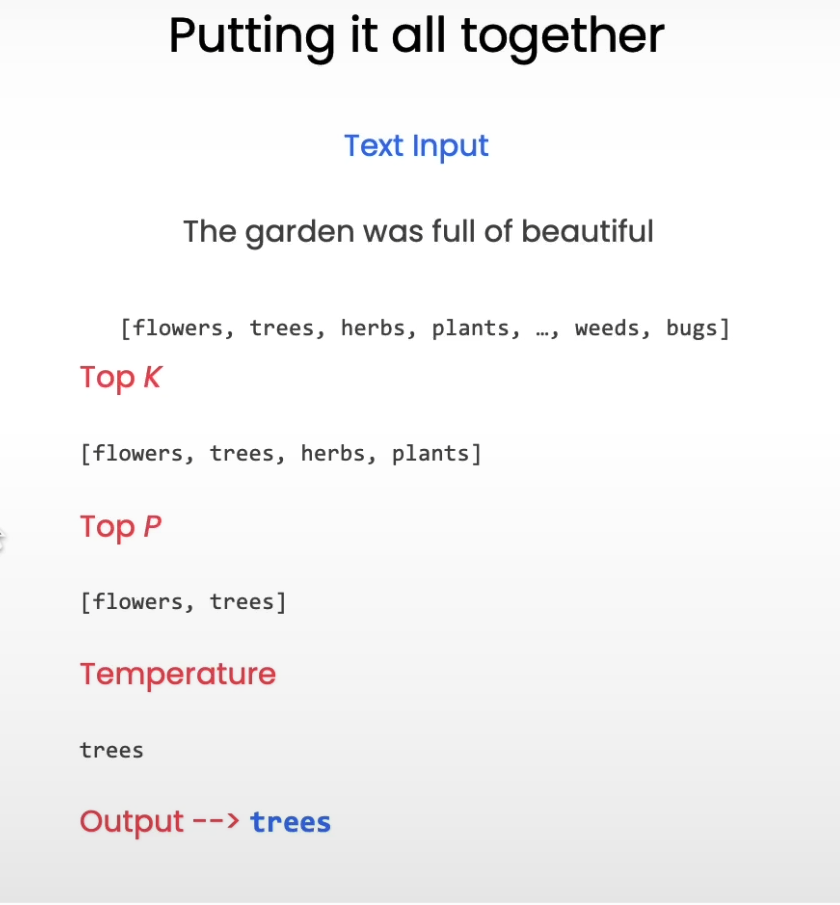 Putting it all together
Text Input
The garden was full of beautiful
[flowers, trees, herbs, plants, …, weeds, bugs]
Top K
[flowers, trees, herbs, plants]
Top P
[flowers, trees]
Temperature
trees
Output --> trees